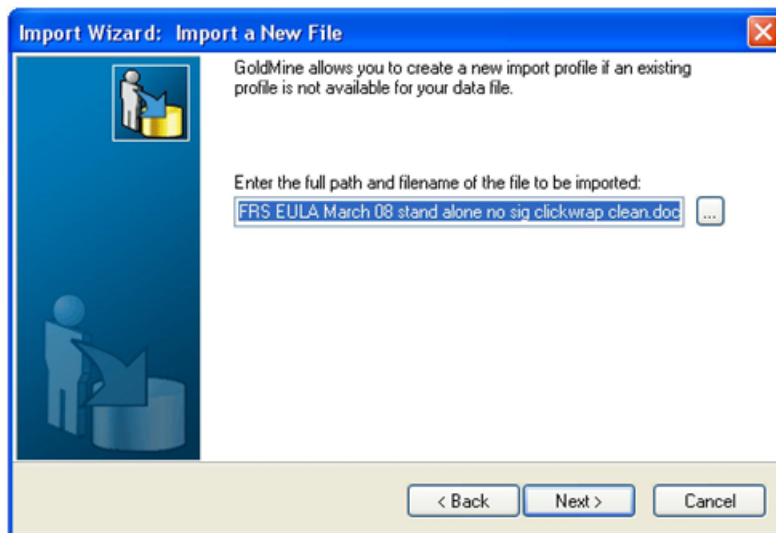 Import Wizard: Import a New File
GoldMine allows you to create a new import profile if an existing
profile is not available for your data file.
Enter the full path and filename of the file to be imported:
FRS EULA March 08 stand alone no sig clickwrap clean.doc
...
< Back
Next >
Cancel